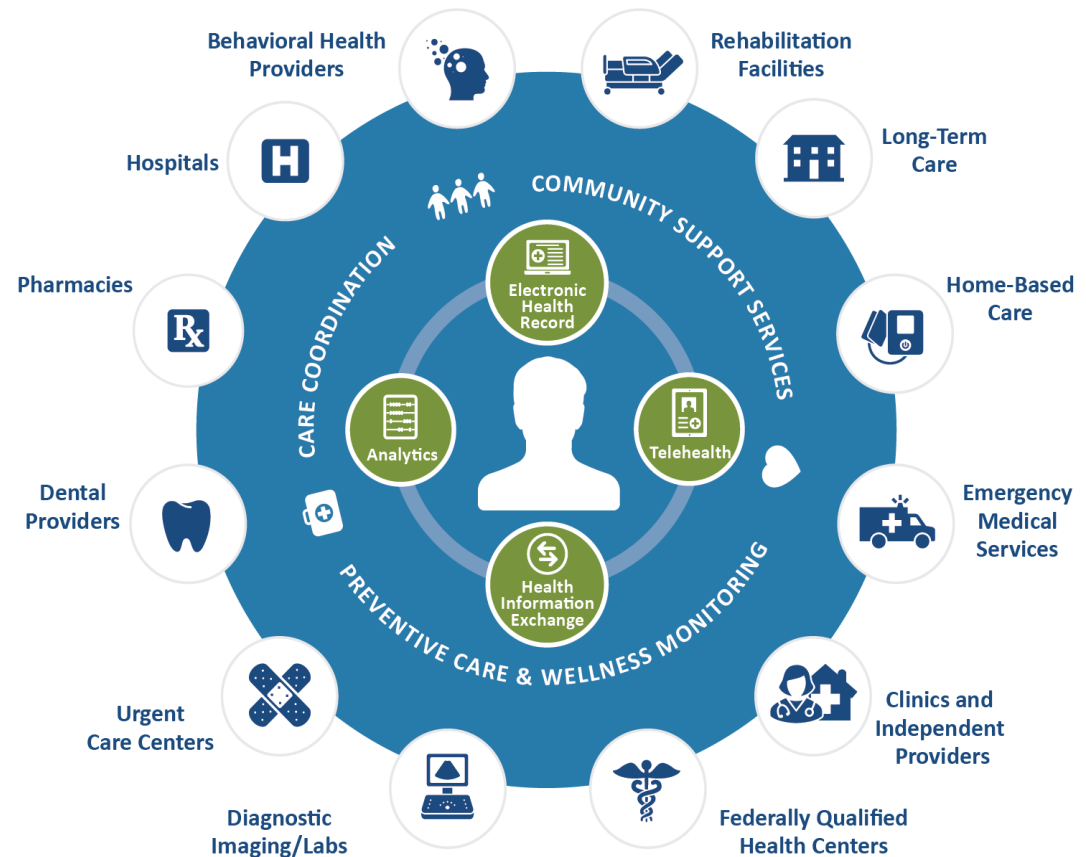 Behavioral Health
Providers
Rehabilitation
Facilities
Hospitals
H
Long-Term
Care
COMMUNITY SUPPORT SERVICES
CARE COORDINATION
Pharmacies
Rx
Electronic
Health
Record
Home-Based
Care
Analytics
Telehealth
Dental
Providers
Emergency
Medical
Services
Health
Information
Exchange
PREVENTIVE CARE & WELLNESS MONITORING
Urgent
Care Centers
Clinics and
Independent
Providers
Diagnostic
Imaging/Labs
Federally Qualified
Health Centers